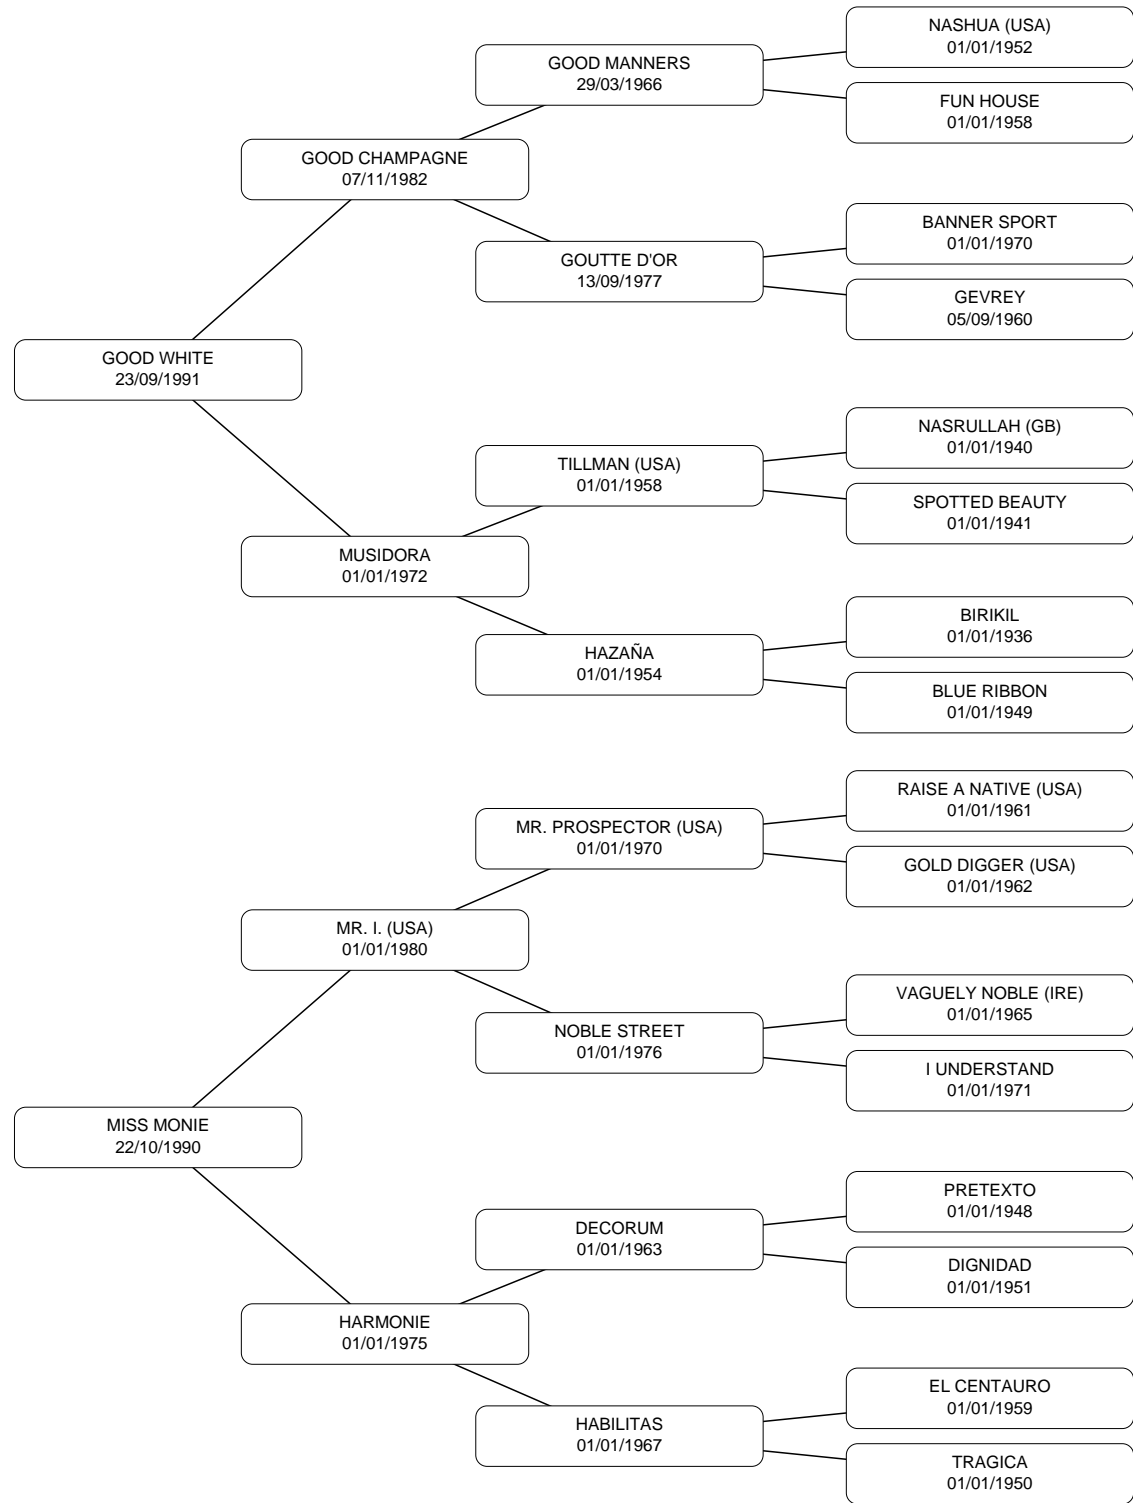 NASHUA (USA)
01/01/1952
GOOD MANNERS
29/03/1966
FUN HOUSE
01/01/1958
GOOD CHAMPAGNE
07/11/1982
BANNER SPORT
01/01/1970
GOUTTE D'OR
13/09/1977
GEVREY
05/09/1960
GOOD WHITE
23/09/1991
NASRULLAH (GB)
01/01/1940
TILLMAN (USA)
01/01/1958
SPOTTED BEAUTY
01/01/1941
MUSIDORA
01/01/1972
BIRIKIL
01/01/1936
HAZAÑA
01/01/1954
BLUE RIBBON
01/01/1949
RAISE A NATIVE (USA)
01/01/1961
MR. PROSPECTOR (USA)
01/01/1970
GOLD DIGGER (USA)
01/01/1962
MR. I. (USA)
01/01/1980
VAGUELY NOBLE (IRE)
01/01/1965
NOBLE STREET
01/01/1976
I UNDERSTAND
01/01/1971
MISS MONIE
22/10/1990
PRETEXTO
01/01/1948
DECORUM
01/01/1963
DIGNIDAD
01/01/1951
HARMONIE
01/01/1975
EL CENTAURO
01/01/1959
HABILITAS
01/01/1967
TRAGICA
01/01/1950